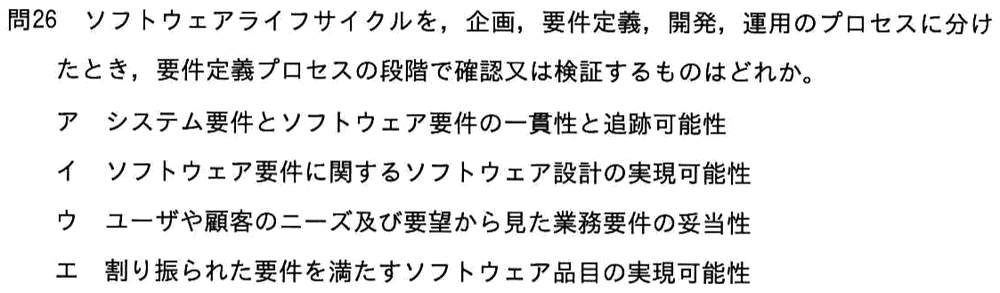 問26 ソフトウェアライフサイクルを，企画，要件定義，開発，運用のプロセスに分け
たとき，要件定義プロセスの段階で確認又は検証するものはどれか。
ア システム要件とソフトウェア要件の一貫性と追跡可能性
イ ソフトウェア要件に関するソフトウェア設計の実現可能性
ウ ユーザや顧客のニーズ及び要望から見た業務要件の妥当性
エ 割り振られた要件を満たすソフトウェア品目の実現可能性